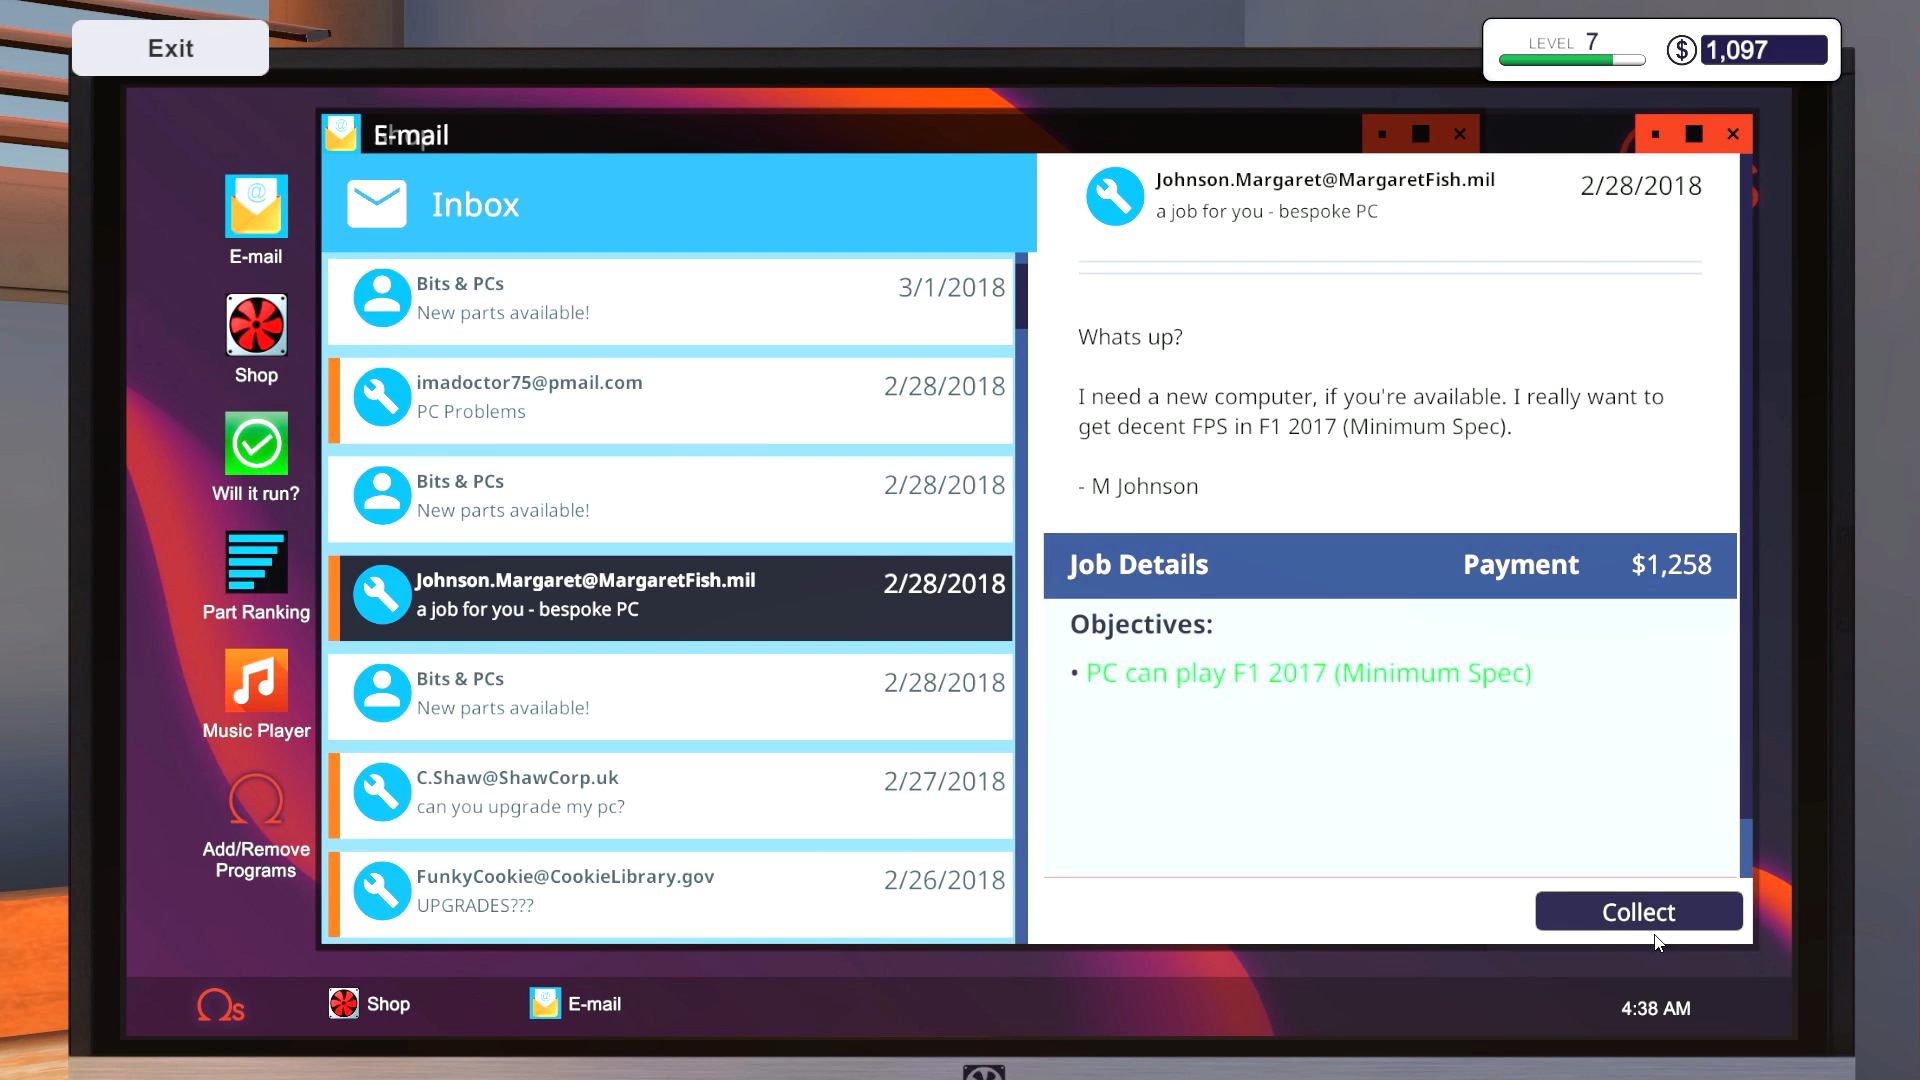 Exit
LEVEL 7
$ 1,097
E-mail
E-mail
Shop
Will it run?
Part Ranking
Music Player
Add/Remove
Programs
Inbox
Bits & PCs
3/1/2018
New parts available!
imadoctor75@pmail.com
2/28/2018
PC Problems
Bits & PCs
2/28/2018
New parts available!
Johnson.Margaret@MargaretFish.mil
2/28/2018
a job for you - bespoke PC
Bits & PCs
2/28/2018
New parts available!
C.Shaw@ShawCorp.uk
2/27/2018
can you upgrade my pc?
FunkyCookie@CookieLibrary.gov
2/26/2018
UPGRADES???
Johnson.Margaret@MargaretFish.mil
2/28/2018
a job for you - bespoke PC
Whats up?
I need a new computer, if you're available. I really want to
get decent FPS in F1 2017 (Minimum Spec).
- M Johnson
Job Details
Payment
$1,258
Objectives:
• PC can play F1 2017 (Minimum Spec)
Collect
Ωs
Shop
E-mail
4:38 AM